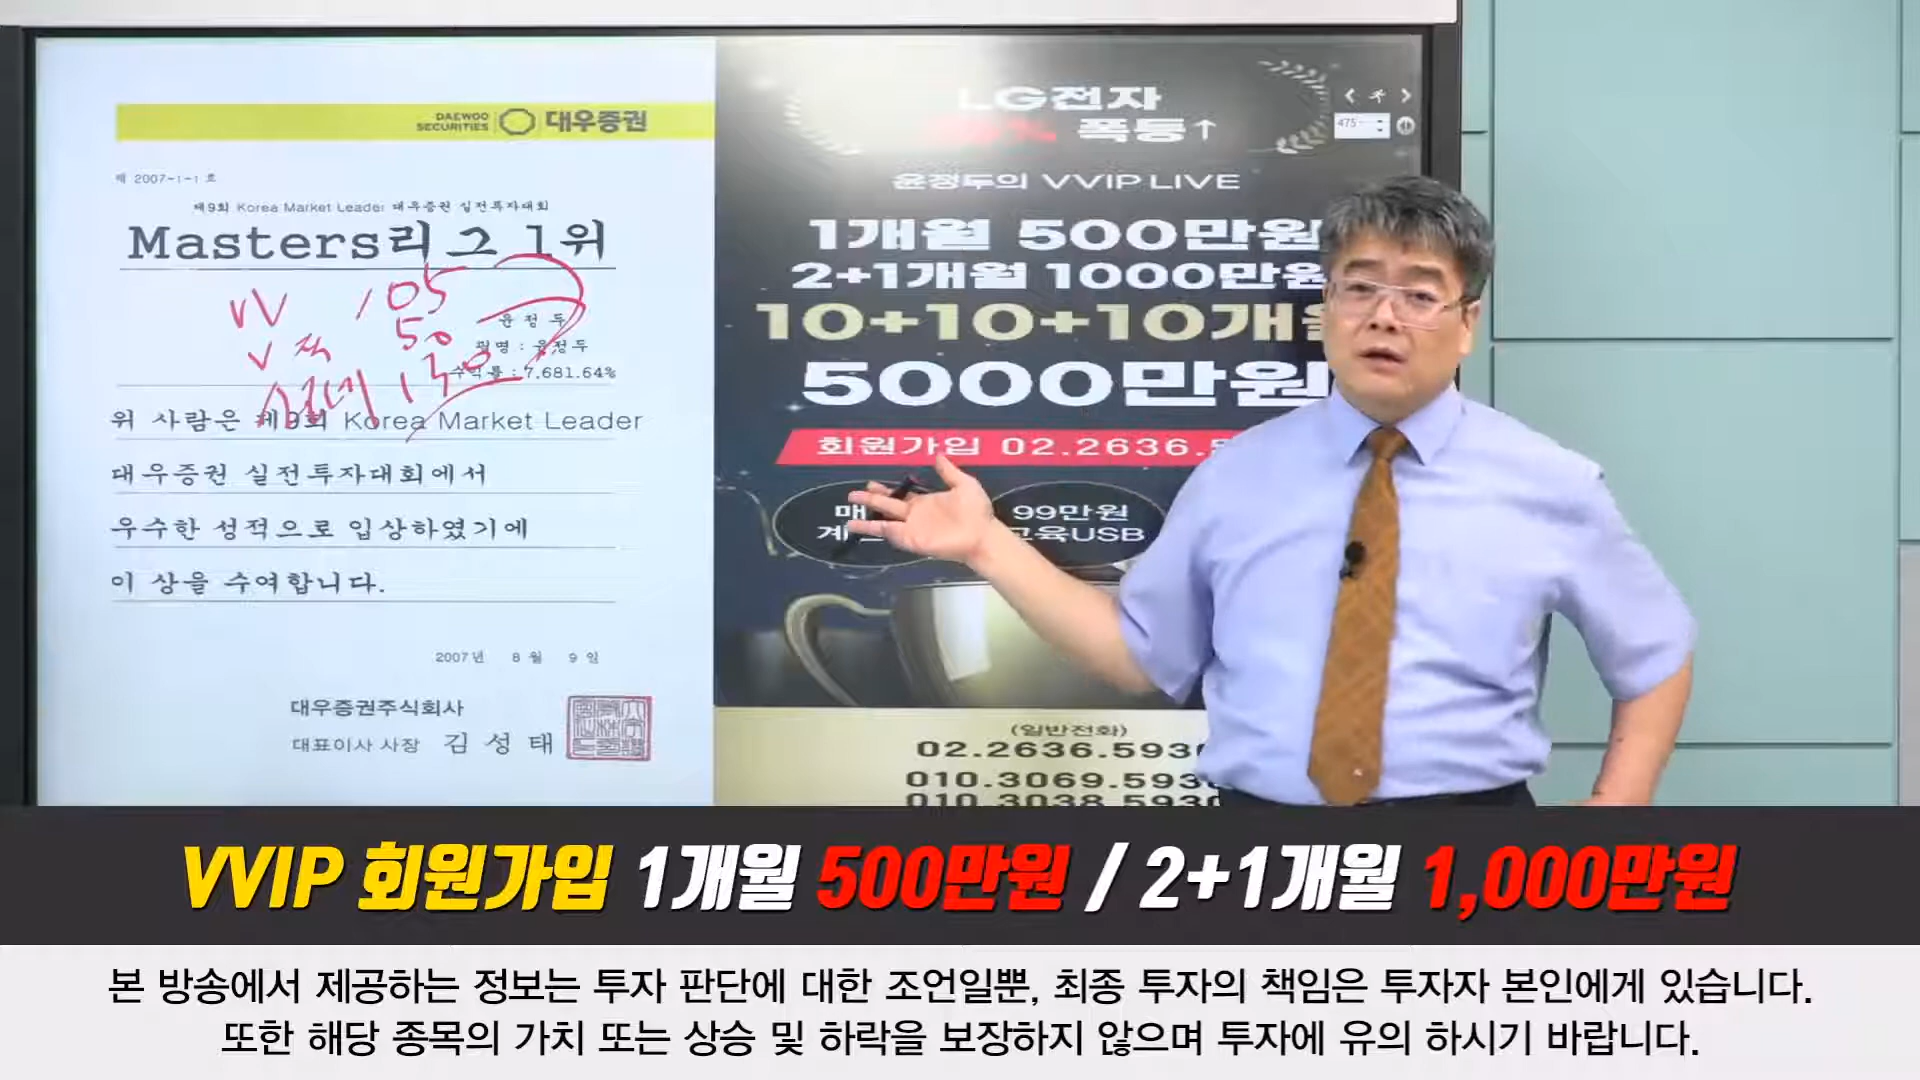 DAEWOO
SECURITIES 대우증권
제 2007-1-1 호
제9회 Korea Market Leader 대우증권 실전투자대회
Masters리그 1위
VV 105
윤정두
V 적 50
필명 : 윤정두
130
수익률 : 7,681.64%
위 사람은 제9회 Korea Market Leader
대우증권 실전투자대회에서
우수한 성적으로 입상하였기에
이 상을 수여합니다.
2007년 8월 9일
대우증권주식회사
대표이사 사장 김성태
LG전자
폭등↑
475
윤정두의 VVIP LIVE
1개월 500만원
2+1개월 1000만원
10+10+10개월
5000만원
회원가입 02.2636.
99만원
교육USB
(일반전화)
02.2636.593
010.3069.593
010.3038.593
VVIP 회원가입 1개월 500만원 / 2+1개월 1,000만원
본 방송에서 제공하는 정보는 투자 판단에 대한 조언일뿐, 최종 투자의 책임은 투자자 본인에게 있습니다.
또한 해당 종목의 가치 또는 상승 및 하락을 보장하지 않으며 투자에 유의 하시기 바랍니다.